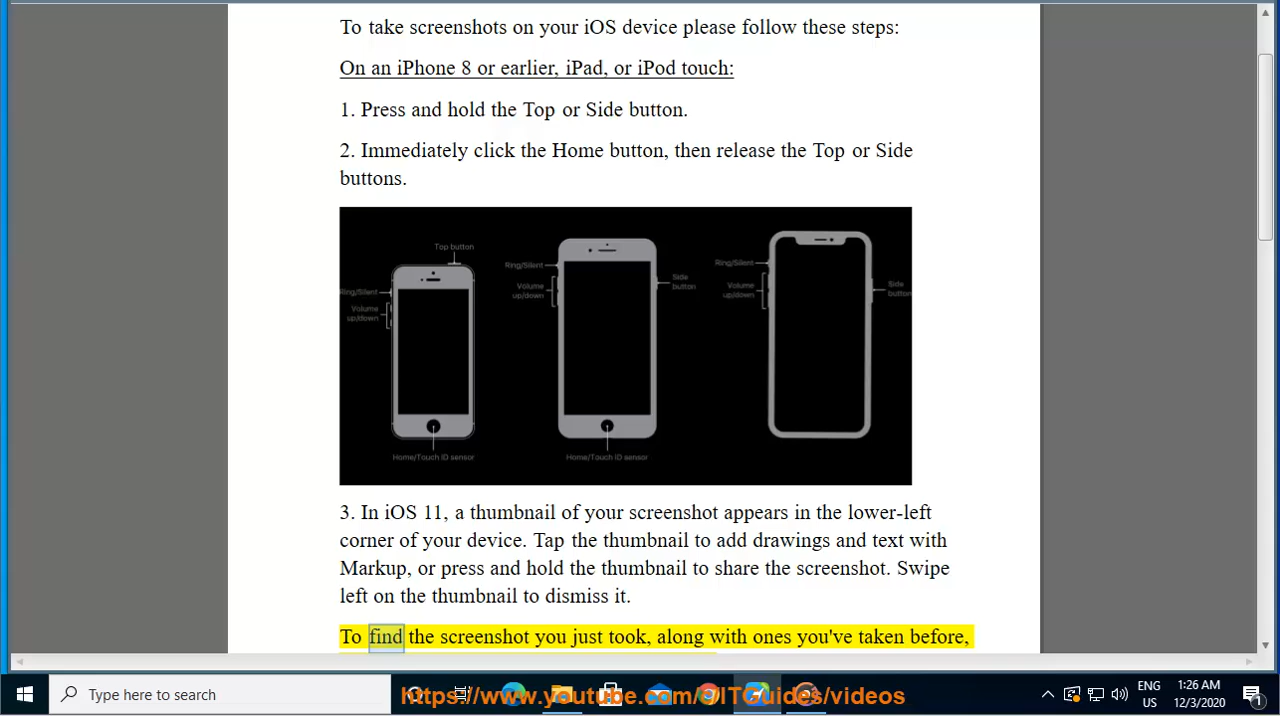 To take screenshots on your iOS device please follow these steps:
On an iPhone 8 or earlier, iPad, or iPod touch:
1. Press and hold the Top or Side button.
2. Immediately click the Home button, then release the Top or Side
buttons.
Top button
Ring/Silent
Volume
up/down
Home/Touch ID sensor
Ring/Silent
Volume
up/down
Side
button
Home/Touch ID sensor
Ring/Silent
Volume
up/down
Side
button
3. In iOS 11, a thumbnail of your screenshot appears in the lower-left
corner of your device. Tap the thumbnail to add drawings and text with
Markup, or press and hold the thumbnail to share the screenshot. Swipe
left on the thumbnail to dismiss it.
To find the screenshot you just took, along with ones you've taken before,
Type here to search
https://www.youtube.com/c/ITGuides/videos
ENG
US
1:26 AM
12/3/2020
1